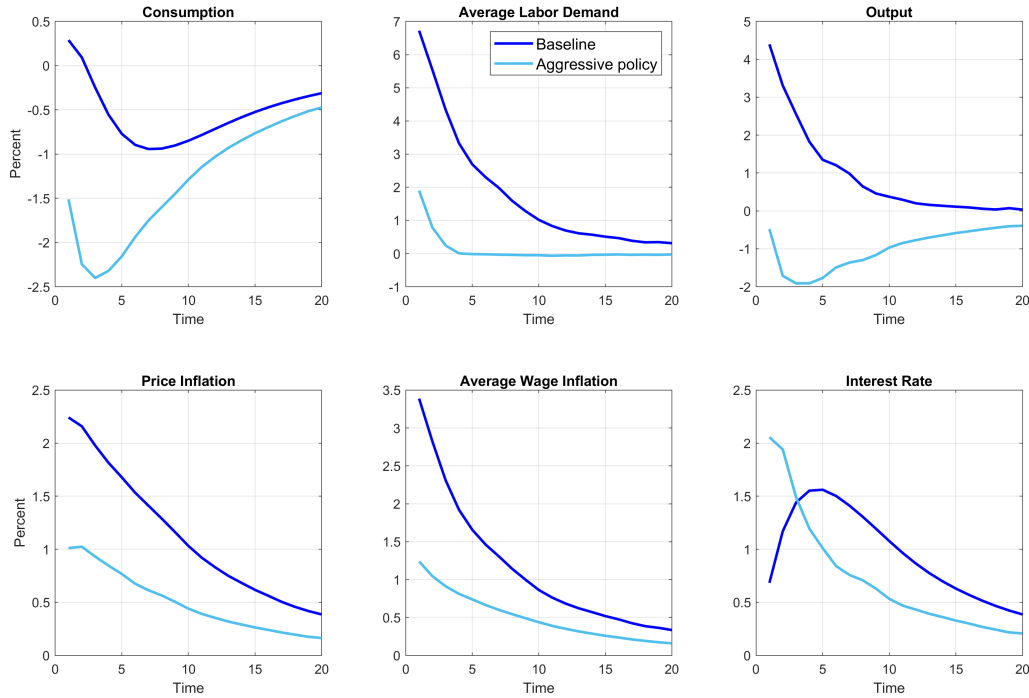 Consumption
0.5
0
-0.5
-1
-1.5
-2
-2.5
Percent
0 5 10 15 20
Time
Average Labor Demand
7
6
5
4
3
2
1
0
-1
Baseline
Aggressive policy
0 5 10 15 20
Time
Output
5
4
3
2
1
0
-1
-2
0 5 10 15 20
Time
Price Inflation
2.5
2
1.5
1
0.5
0
Percent
0 5 10 15 20
Time
Average Wage Inflation
3.5
3
2.5
2
1.5
1
0.5
0
0 5 10 15 20
Time
Interest Rate
2.5
2
1.5
1
0.5
0
0 5 10 15 20
Time